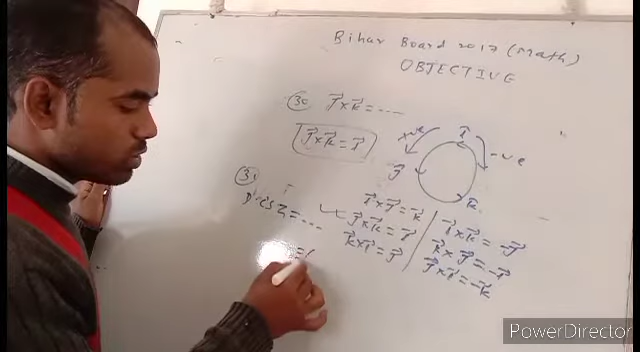 Bihar Board 2017 (Math)
OBJECTIVE
(30) j⃗×k⃗ = ----
j⃗×k⃗ = i⃗
+ve
i⃗
-ve
j⃗
k⃗
(31)
i⃗×j⃗ = k⃗
j⃗×k⃗ = i⃗
k⃗×i⃗ = j⃗
i⃗×k⃗ = -j⃗
k⃗×j⃗ = -i⃗
j⃗×i⃗ = -k⃗
PowerDirector